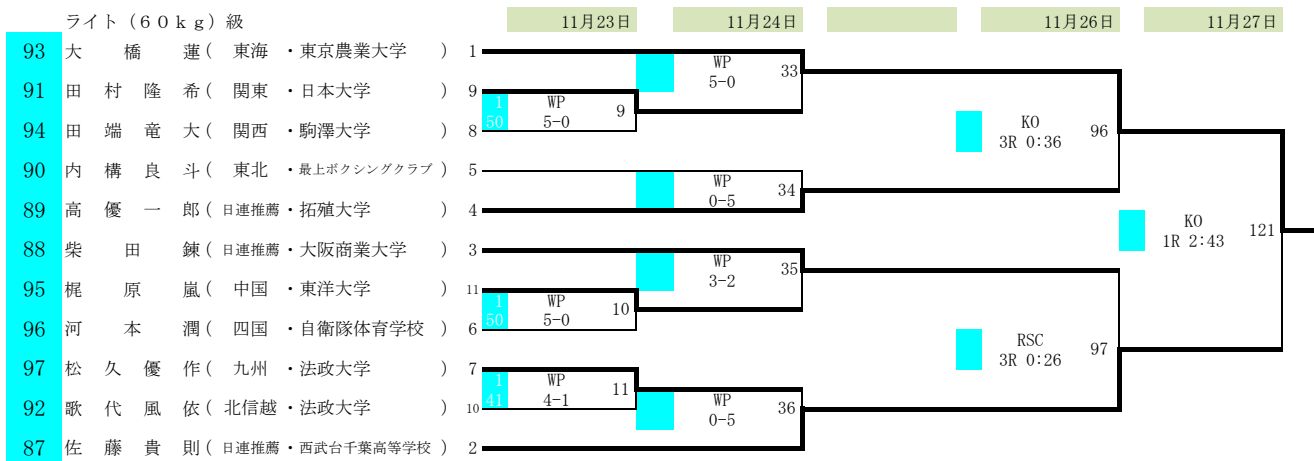 ライト（６０ｋｇ）級 11月23日 11月24日 11月26日 11月27日
93 大橋蓮( 東海 ・東京農業大学 ) 1
WP 33
5-0
91 田村隆希( 関東 ・日本大学 ) 9
1 WP 9
50 5-0
94 田端竜大( 関西 ・駒澤大学 ) 8
KO 96
3R 0:36
90 内構良斗( 東北 ・最上ボクシングクラブ ) 5
WP 34
0-5
89 高優一郎( 日連推薦 ・拓殖大学 ) 4
KO 121
1R 2:43
88 柴田錬( 日連推薦 ・大阪商業大学 ) 3
WP 35
3-2
95 梶原嵐( 中国 ・東洋大学 ) 11
1 WP 10
50 5-0
96 河本潤( 四国 ・自衛隊体育学校 ) 6
RSC 97
3R 0:26
97 松久優作( 九州 ・法政大学 ) 7
1 WP 11
41 4-1
92 歌代風依( 北信越 ・法政大学 ) 10
WP 36
0-5
87 佐藤貴則( 日連推薦 ・西武台千葉高等学校 ) 2